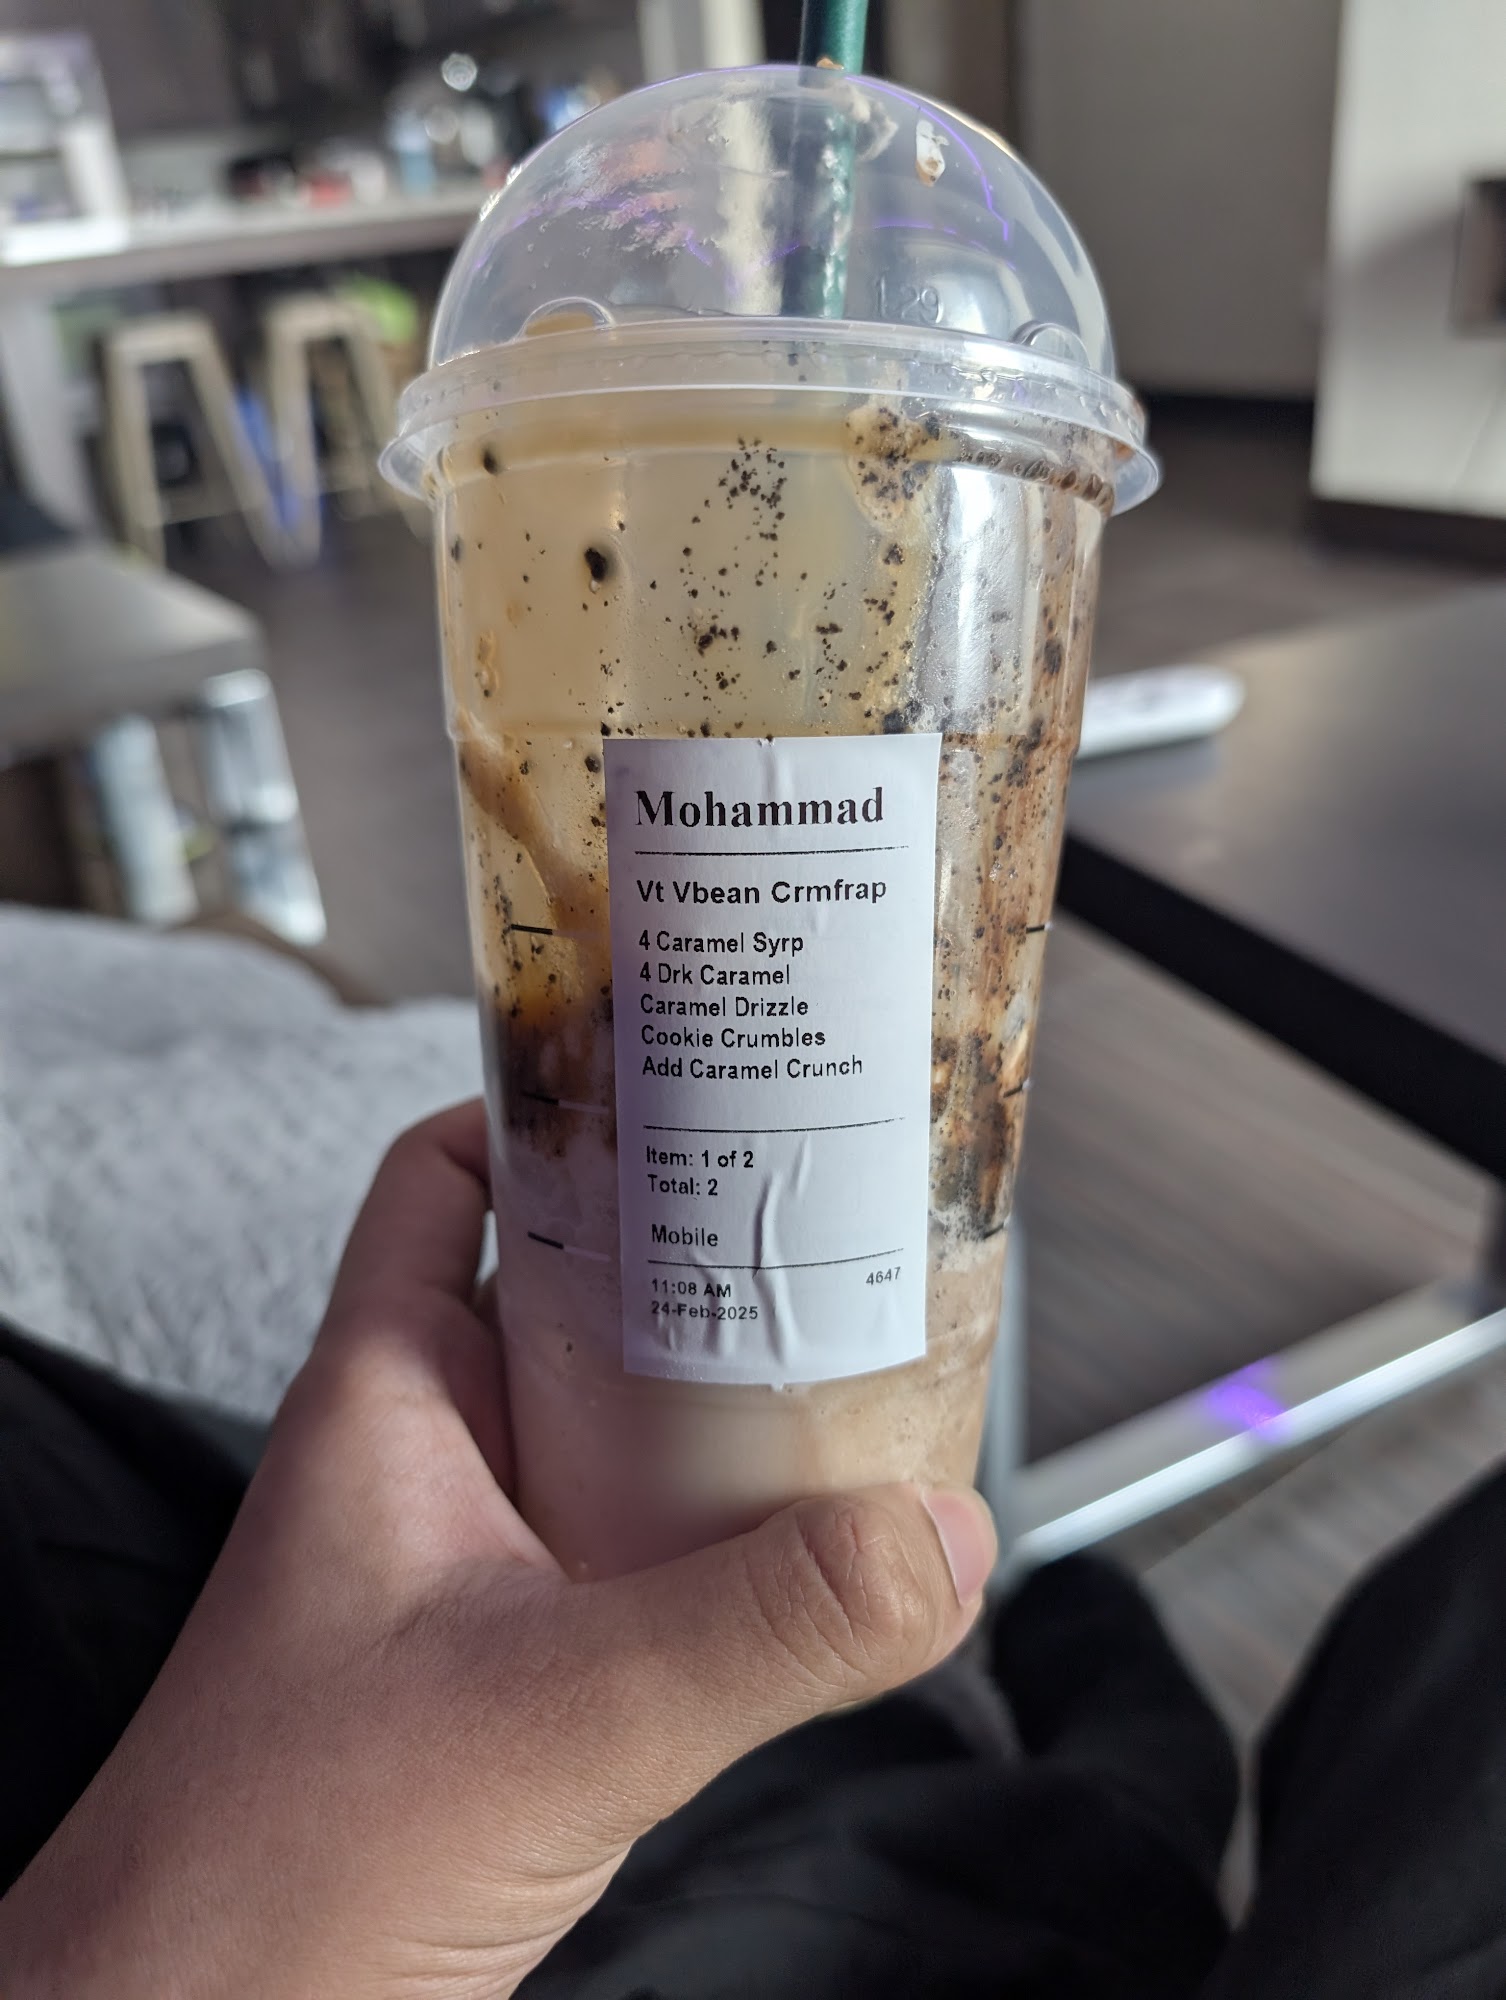 129
Mohammad
Vt Vbean Crmfrap
4 Caramel Syrp
4 Drk Caramel
Caramel Drizzle
Cookie Crumbles
Add Caramel Crunch
Item: 1 of 2
Total: 2
Mobile
11:08 AM 4647
24-Feb-2025